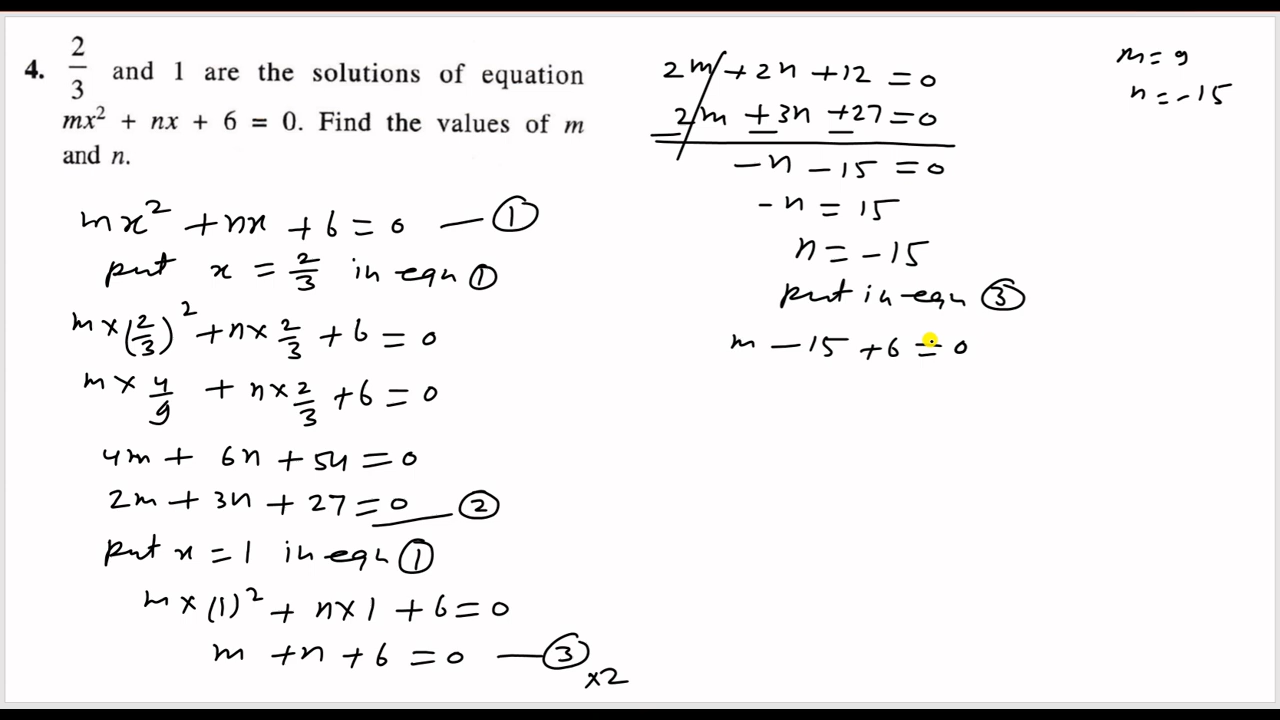 4. 2/3 and 1 are the solutions of equation
mx² + nx + 6 = 0. Find the values of m
and n.
mx² + nx + 6 = 0 — ①
put x = 2/3 in eqn ①
m × (2/3)² + n × 2/3 + 6 = 0
m × 4/9 + n × 2/3 + 6 = 0
4m + 6n + 54 = 0
2m + 3n + 27 = 0 — ②
put x = 1 in eqn ①
m × (1)² + n × 1 + 6 = 0
m + n + 6 = 0 — ③ ×2
2m + 2n + 12 = 0
2m + 3n + 27 = 0
- n - 15 = 0
- n = 15
n = -15
put in eqn ③
m - 15 + 6 = 0
m = 9
n = -15